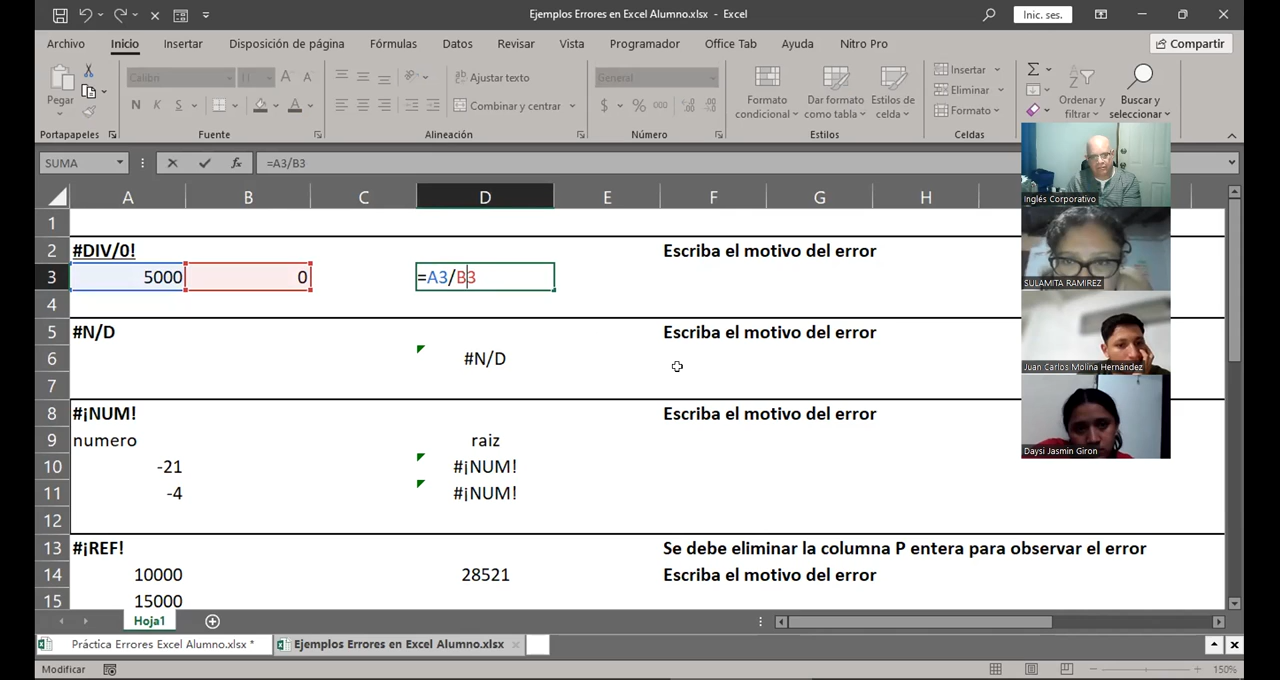 Ejemplos Errores en Excel Alumno.xlsx - Excel
Inic. ses.
Archivo Inicio Insertar Disposición de página Fórmulas Datos Revisar Vista Programador Office Tab Ayuda Nitro Pro
Compartir
Pegar
Calibri 11
Ajustar texto
General
Insertar
N K S
Combinar y centrar
$ % 000
Formato condicional
Dar formato como tabla
Estilos de celda
Eliminar
Formato
Ordenar y filtrar
Buscar y seleccionar
Portapapeles Fuente Alineación Número Estilos Celdas
SUMA fx =A3/B3
A B C D E F G H
1
2 #DIV/0! Escriba el motivo del error
3 5000 0 =A3/B3
4
5 #N/D Escriba el motivo del error
6 #N/D
7
8 #¡NUM! Escriba el motivo del error
9 numero raiz
10 -21 #¡NUM!
11 -4 #¡NUM!
12
13 #¡REF! Se debe eliminar la columna P entera para observar el error
14 10000 28521 Escriba el motivo del error
15 15000
Inglés Corporativo
SULAMITA RAMIREZ
Juan Carlos Molina Hernández
Daysi Jasmin Giron
Hoja1
Práctica Errores Excel Alumno.xlsx * Ejemplos Errores en Excel Alumno.xlsx
Modificar 150%